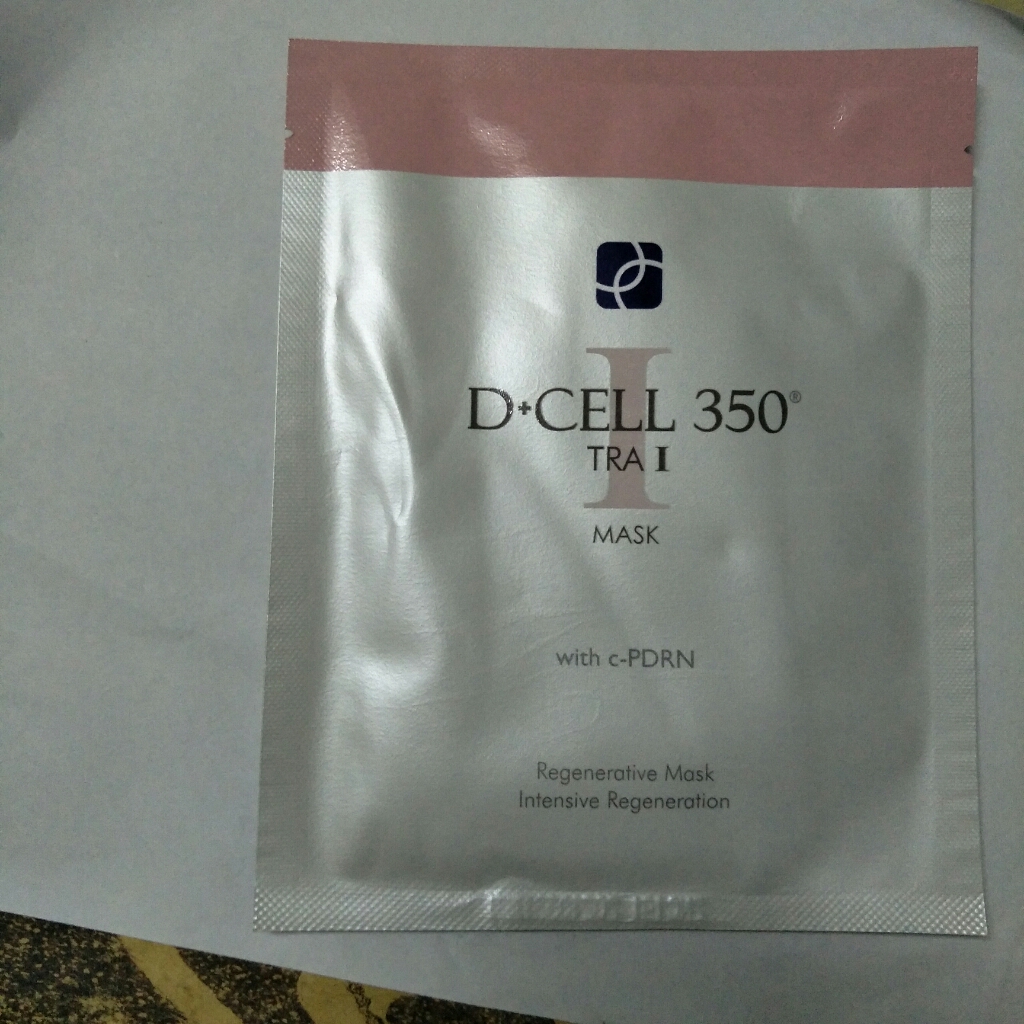 D+CELL 350®
TRA I
MASK
with c-PDRN
Regenerative Mask
Intensive Regeneration